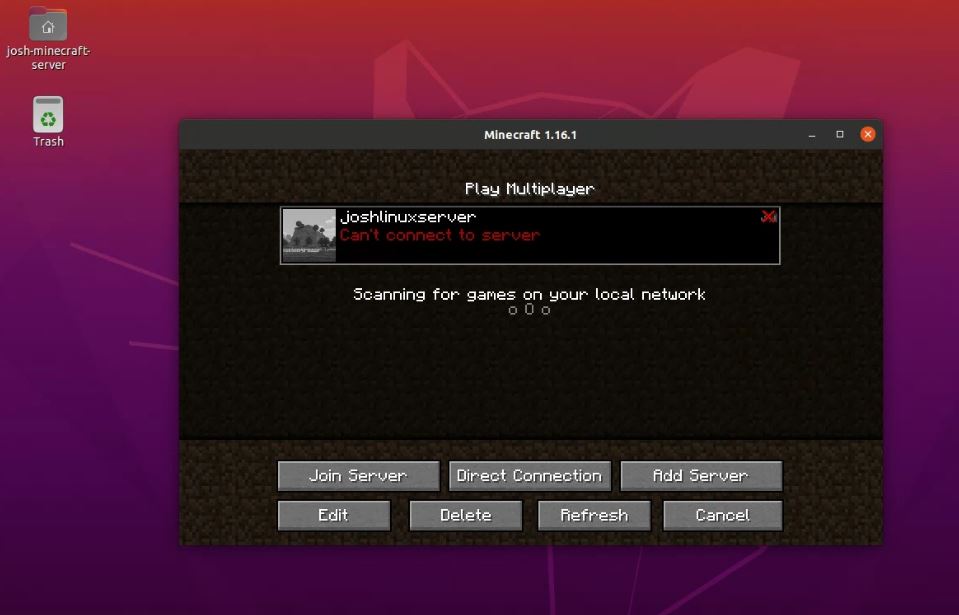 josh-minecraft-
server
Trash
Minecraft 1.16.1
Play Multiplayer
joshlinuxserver
Can't connect to server
Scanning for games on your local network
o O o
Join Server
Direct Connection
Add Server
Edit
Delete
Refresh
Cancel